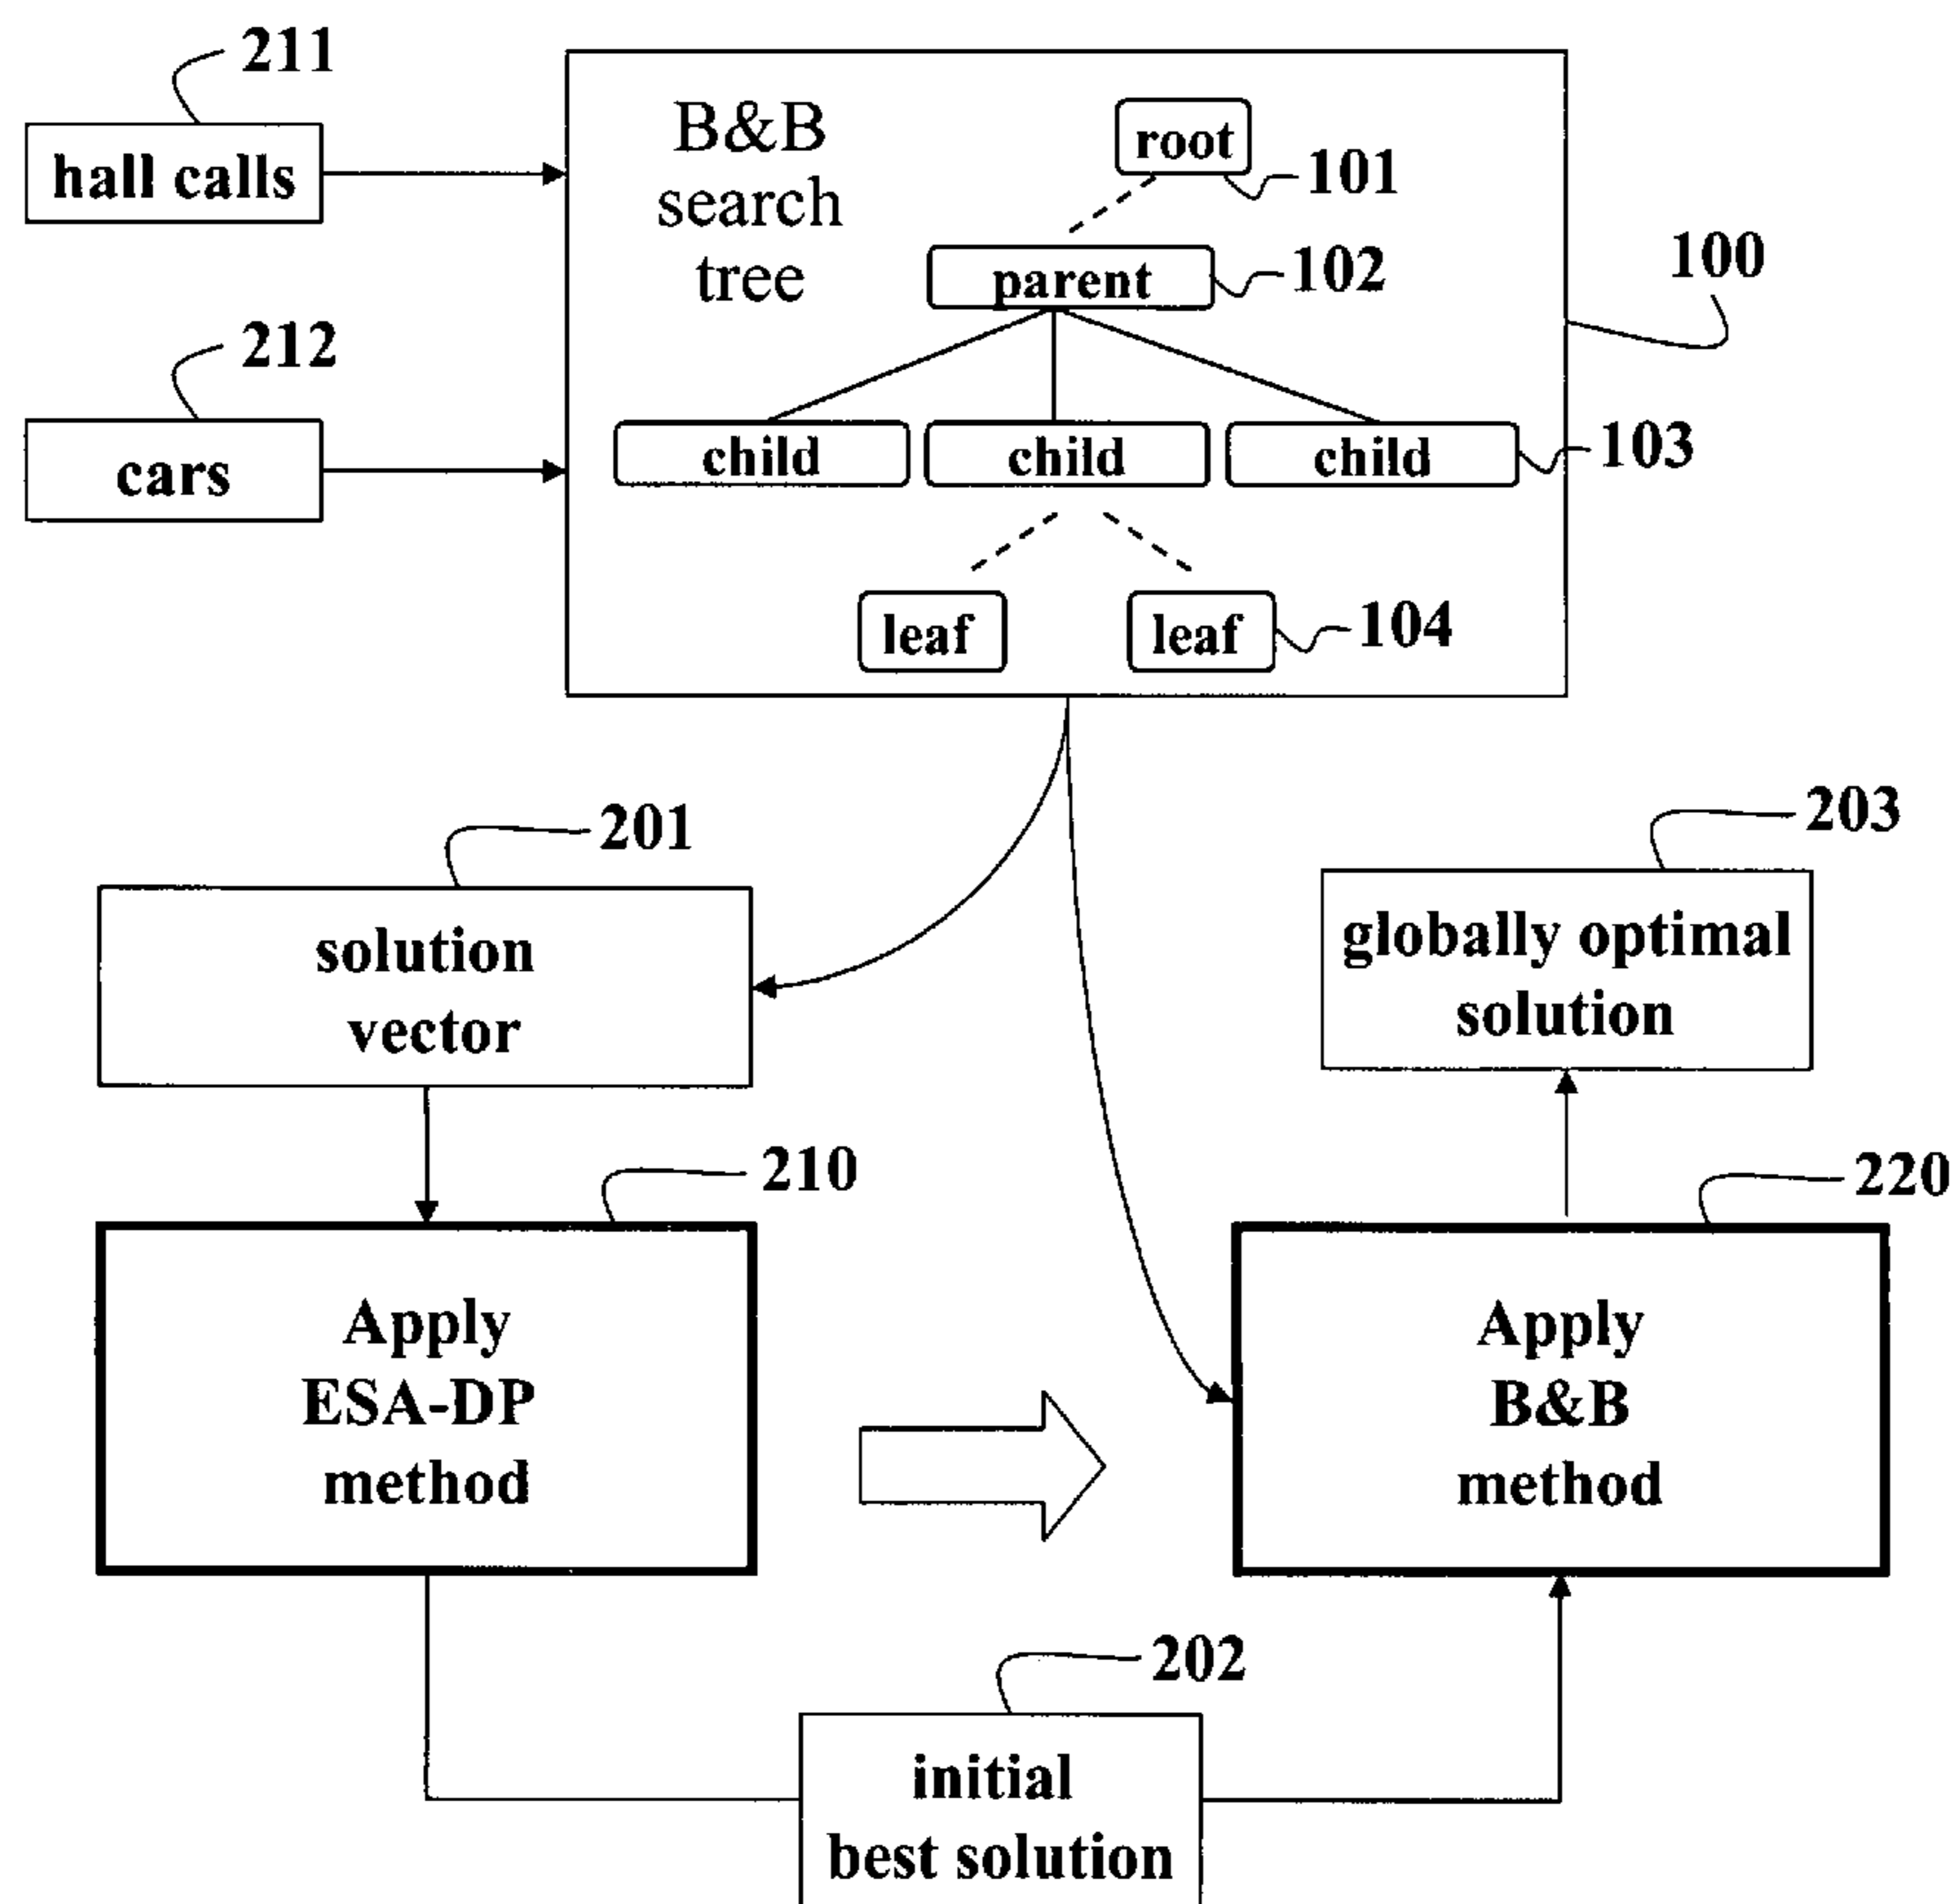 211
hall calls
212
cars
B&B
search
tree
root
101
parent
102
100
child
child
child
103
leaf
leaf
104
201
solution
vector
203
globally optimal
solution
210
Apply
ESA-DP
method
220
Apply
B&B
method
202
initial
best solution